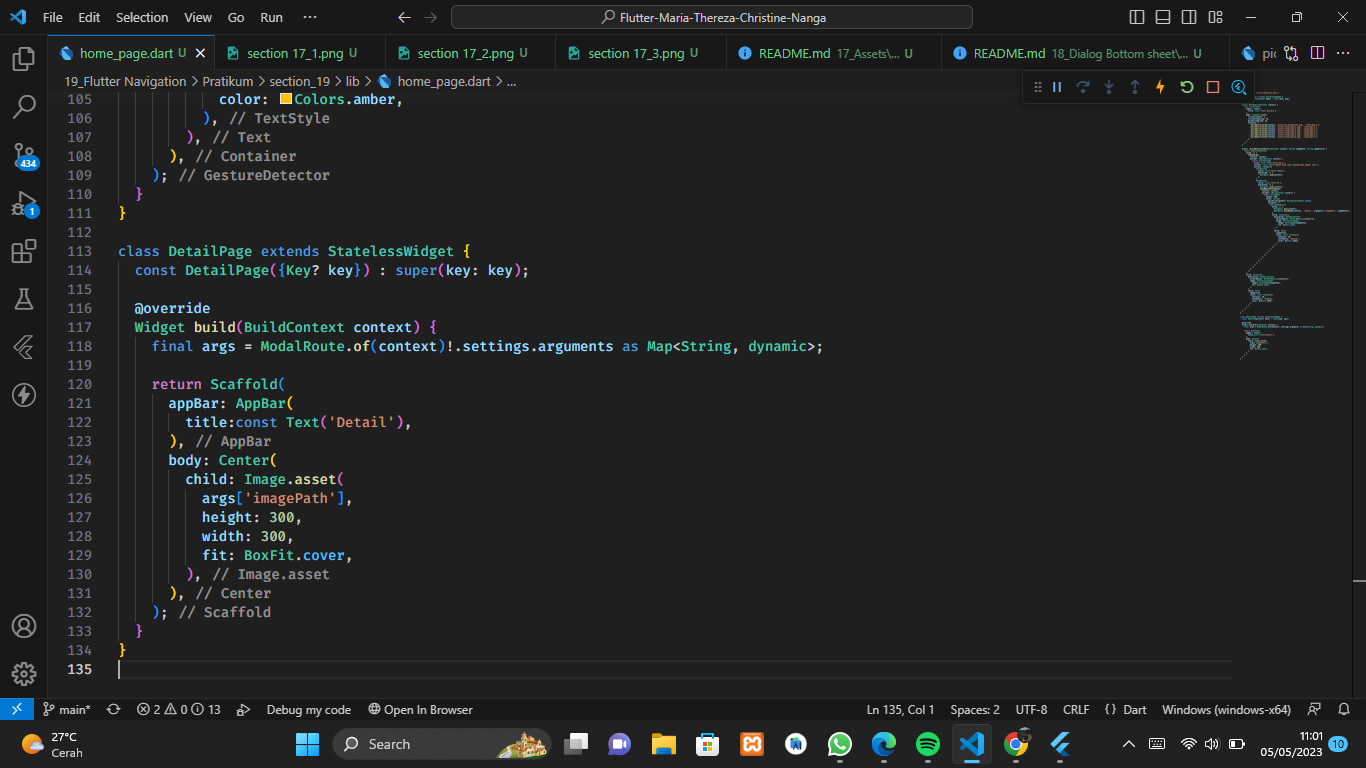 File Edit Selection View Go Run ···
Flutter-Maria-Thereza-Christine-Nanga
home_page.dart U
section 17_1.png U
section 17_2.png U
section 17_3.png U
README.md 17_Assets\... U
README.md 18_Dialog Bottom sheet\... U
pic
19_Flutter Navigation > Pratikum > section_19 > lib > home_page.dart > ...
105 color: Colors.amber,
106 ), // TextStyle
107 ), // Text
108 ), // Container
109 ); // GestureDetector
110 }
111 }
112
113 class DetailPage extends StatelessWidget {
114 const DetailPage({Key? key}) : super(key: key);
115
116 @override
117 Widget build(BuildContext context) {
118 final args = ModalRoute.of(context)!.settings.arguments as Map<String, dynamic>;
119
120 return Scaffold(
121 appBar: AppBar(
122 title:const Text('Detail'),
123 ), // AppBar
124 body: Center(
125 child: Image.asset(
126 args['imagePath'],
127 height: 300,
128 width: 300,
129 fit: BoxFit.cover,
130 ), // Image.asset
131 ), // Center
132 ); // Scaffold
133 }
134 }
135
434
1
main* 2 0 13 Debug my code Open In Browser Ln 135, Col 1 Spaces: 2 UTF-8 CRLF {} Dart Windows (windows-x64)
27°C
Cerah
Search
11:01
05/05/2023
10